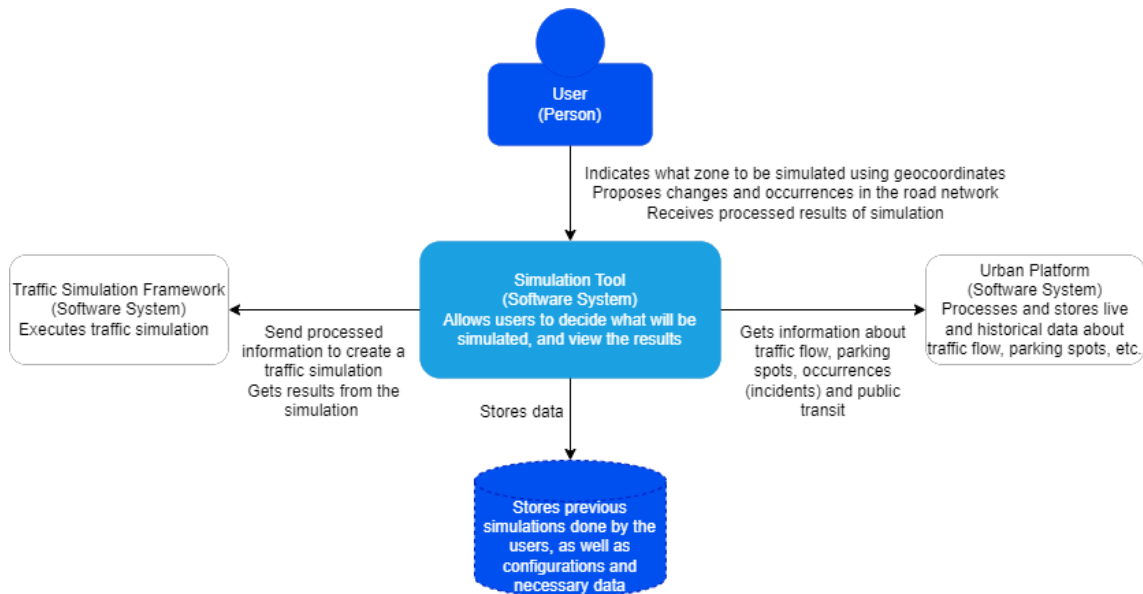 User
(Person)
Indicates what zone to be simulated using geocoordinates
Proposes changes and occurrences in the road network
Receives processed results of simulation
Traffic Simulation Framework
(Software System)
Executes traffic simulation
Send processed
information to create a
traffic simulation
Gets results from the
simulation
Simulation Tool
(Software System)
Allows users to decide what will be
simulated, and view the results
Gets information about
traffic flow, parking
spots, occurrences
(incidents) and public
transit
Urban Platform
(Software System)
Processes and stores live
and historical data about
traffic flow, parking spots, etc.
Stores data
Stores previous
simulations done by the
users, as well as
configurations and
necessary data